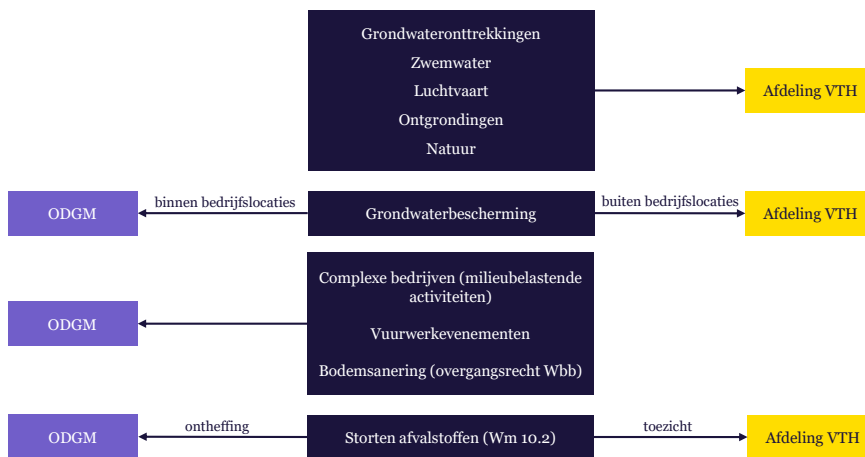 Grondwateronttrekkingen
Zwemwater
Luchtvaart
Ontgrondingen
Natuur
Afdeling VTH
ODGM
binnen bedrijfslocaties
Grondwaterbescherming
buiten bedrijfslocaties
Afdeling VTH
ODGM
Complexe bedrijven (milieubelastende
activiteiten)
Vuurwerkevenementen
Bodemsanering (overgangsrecht Wbb)
ODGM
ontheffing
Storten afvalstoffen (Wm 10.2)
toezicht
Afdeling VTH